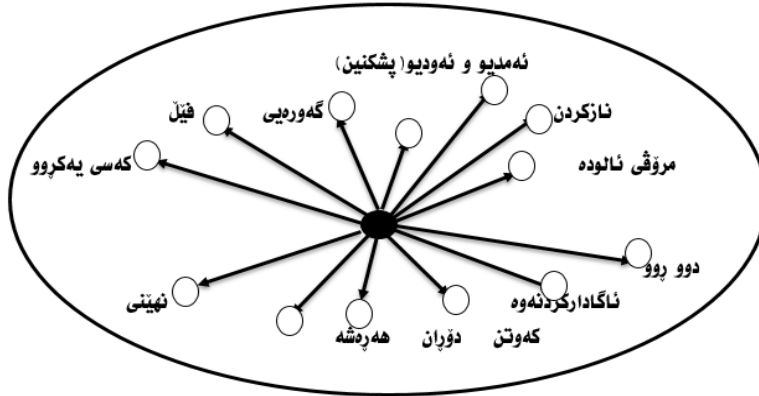 ئەمدیو و ئەودیو( پشکنین)
نازکردن
گەورەیی
فێڵ
مرۆڤی ئالودە
کەسی یەکڕوو
دوو ڕوو
ئاگادارکردنەوە
نهێنی
کەوتن
دۆڕان
هەڕەشە